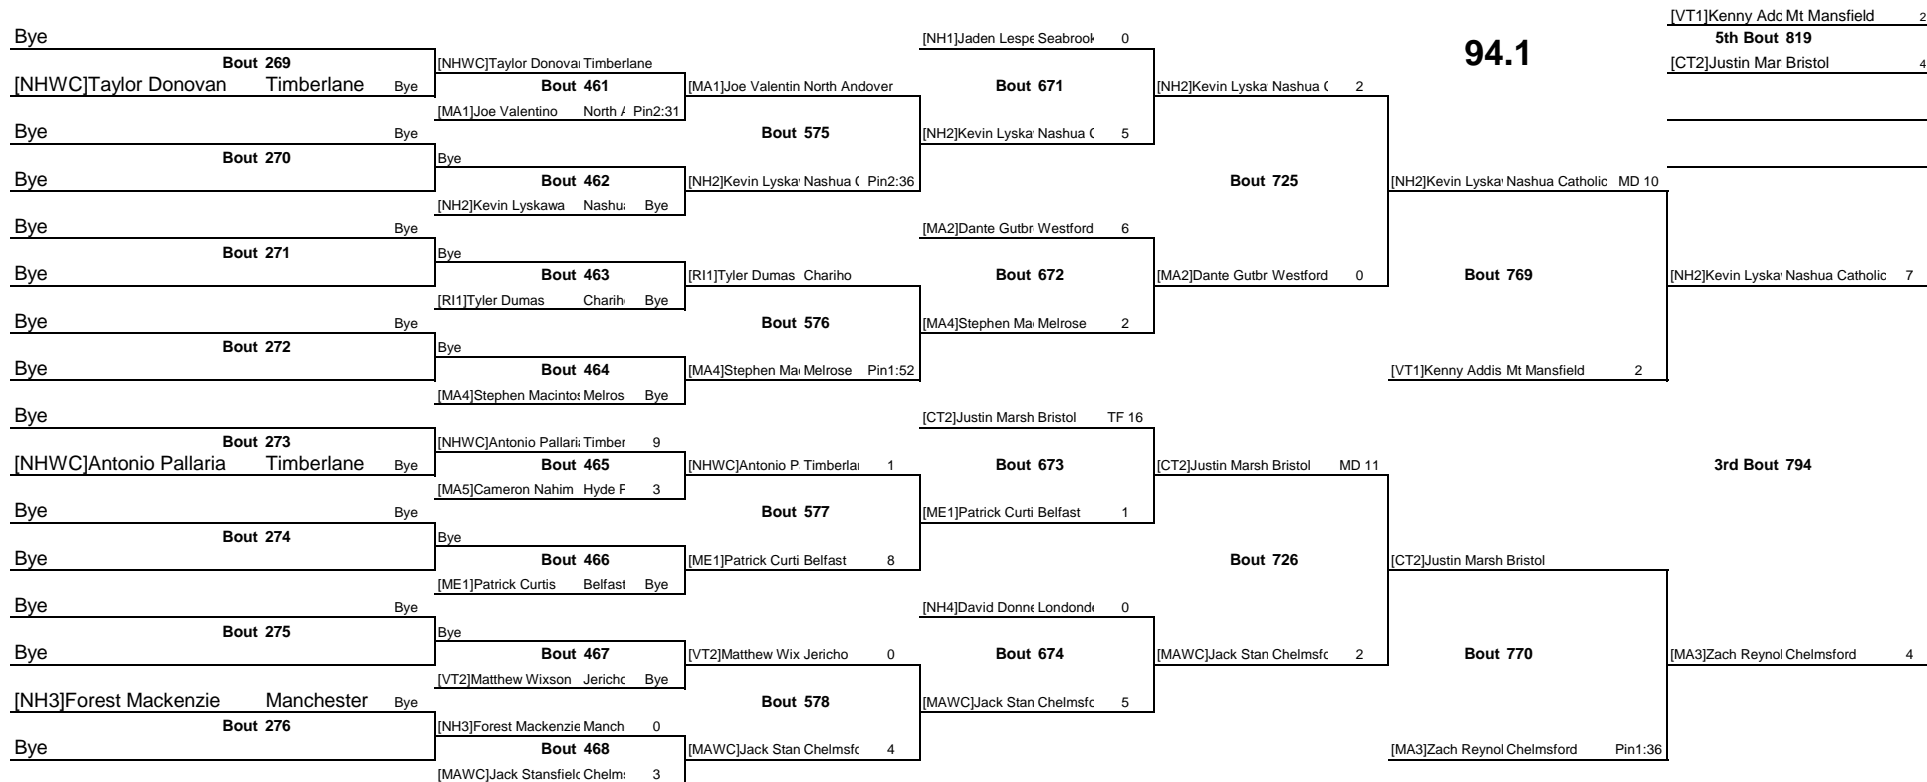 [VT1]Kenny Adc Mt Mansfield 2
Bye [NH1]Jaden Lespe Seabrook 0 94.1 5th Bout 819
Bout 269 [NHWC]Taylor Donova Timberlane [CT2]Justin Mar Bristol 4
[NHWC]Taylor Donovan Timberlane Bye Bout 461 [MA1]Joe Valentin North Andover Bout 671 [NH2]Kevin Lyska Nashua ( 2
[MA1]Joe Valentino North A Pin2:31
Bye Bye Bout 575 [NH2]Kevin Lyska Nashua ( 5
Bout 270 Bye
Bye Bout 462 [NH2]Kevin Lyska Nashua ( Pin2:36 Bout 725 [NH2]Kevin Lyska Nashua Catholic MD 10
[NH2]Kevin Lyskawa Nashu Bye
Bye Bye [MA2]Dante Gutbr Westford 6
Bout 271 Bye
Bye Bout 463 [RI1]Tyler Dumas Chariho Bout 672 [MA2]Dante Gutbr Westford 0 Bout 769 [NH2]Kevin Lyska Nashua Catholic 7
[RI1]Tyler Dumas Charih Bye
Bye Bye Bout 576 [MA4]Stephen Ma Melrose 2
Bout 272 Bye
Bye Bout 464 [MA4]Stephen Ma Melrose Pin1:52 [VT1]Kenny Addis Mt Mansfield 2
[MA4]Stephen Macintos Melros Bye
Bye [CT2]Justin Marsh Bristol TF 16
Bout 273 [NHWC]Antonio Pallari Timber 9
[NHWC]Antonio Pallaria Timberlane Bye Bout 465 [NHWC]Antonio P Timberla 1 Bout 673 [CT2]Justin Marsh Bristol MD 11 3rd Bout 794
[MA5]Cameron Nahim Hyde F 3
Bye Bye Bout 577 [ME1]Patrick Curti Belfast 1
Bout 274 Bye
Bye Bout 466 [ME1]Patrick Curti Belfast 8 Bout 726 [CT2]Justin Marsh Bristol
[ME1]Patrick Curtis Belfast Bye
Bye Bye [NH4]David Donne Londond 0
Bout 275 Bye
Bye Bout 467 [VT2]Matthew Wix Jericho 0 Bout 674 [MAWC]Jack Stan Chelmsfc 2 Bout 770 [MA3]Zach Reynol Chelmsford 4
[VT2]Matthew Wixson Jericho Bye
[NH3]Forest Mackenzie Manchester Bye Bout 578 [MAWC]Jack Stan Chelmsfc 5
Bout 276 [NH3]Forest Mackenzie Manch 0
Bye Bout 468 [MAWC]Jack Stan Chelmsfc 4 [MA3]Zach Reynol Chelmsford Pin1:36
[MAWC]Jack Stansfield Chelm 3